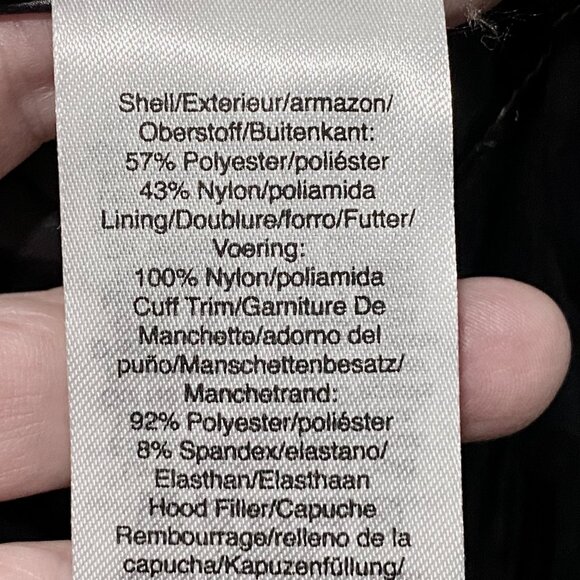 Shell/Exterieur/armazon/
Oberstoff/Buitenkant:
57% Polyester/poliéster
43% Nylon/poliamida
Lining/Doublure/forro/Futter/
Voering:
100% Nylon/poliamida
Cuff Trim/Garniture De
Manchette/adorno del
puño/Manschettenbesatz/
Manchetrand:
92% Polyester/poliéster
8% Spandex/elastano/
Elasthan/Elasthaan
Hood Filler/Capuche
Rembourrage/relleno de la
capucha/Kapuzenfüllung/